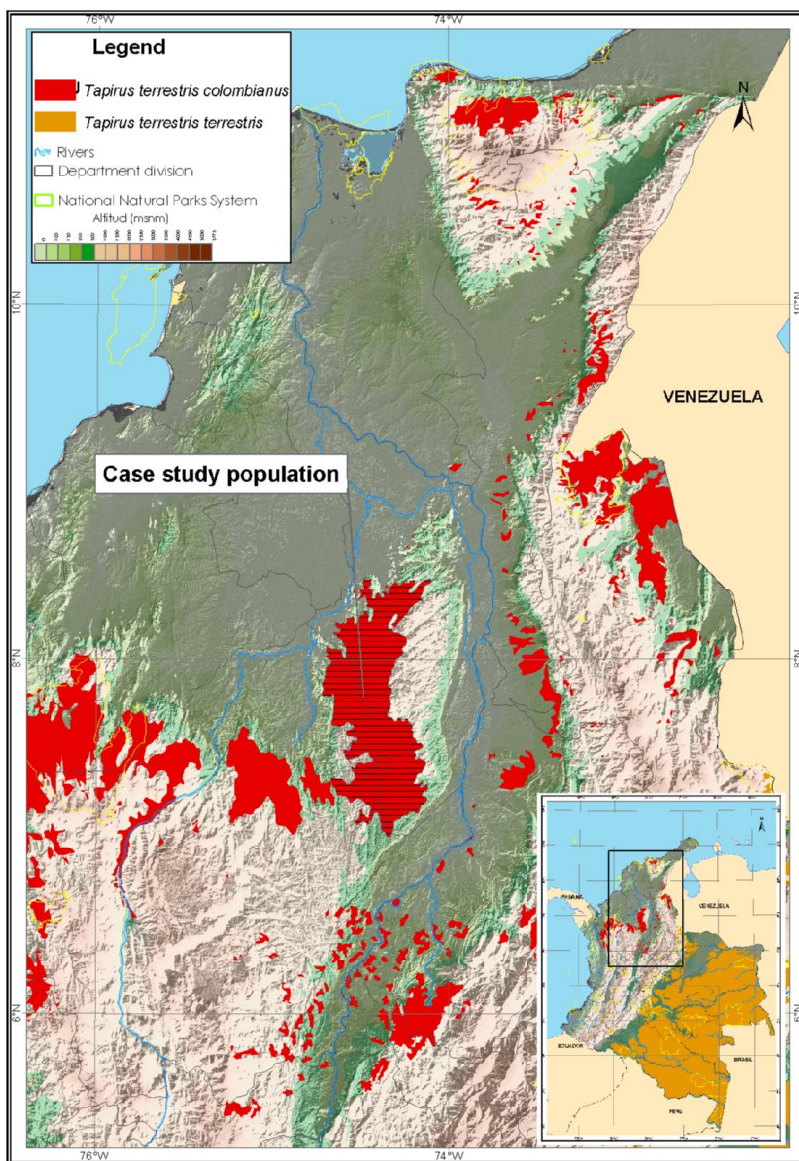 76°W
74°W
Legend
Tapirus terrestris colombianus
Tapirus terrestris terrestris
Rivers
Department division
National Natural Parks System
Altitud (msnm)
N
10°N
10°N
VENEZUELA
Case study population
8°N
8°N
6°N
6°N
PANAMA
VENEZUELA
ECUADOR
BRASIL
PERU
76°W
74°W